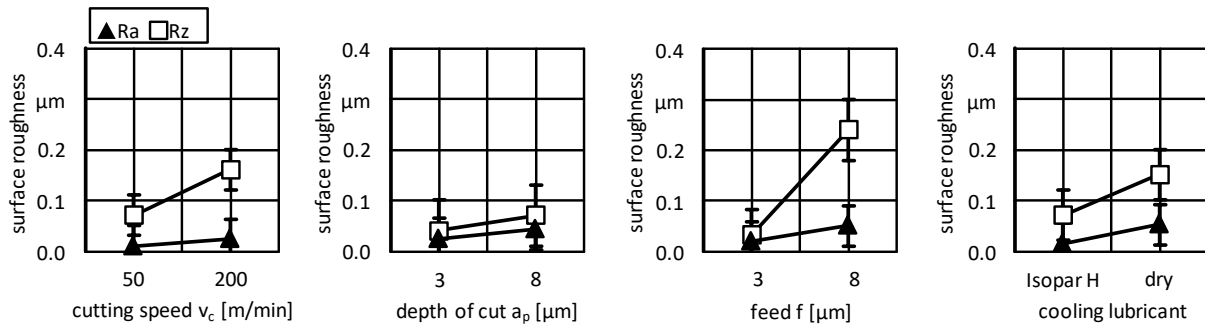 Ra Rz
surface roughness
0.4
µm
0.2
0.1
0.0
50 200
cutting speed vc [m/min]
surface roughness
0.4
µm
0.2
0.1
0.0
3 8
depth of cut ap [µm]
surface roughness
0.4
µm
0.2
0.1
0.0
3 8
feed f [µm]
surface roughness
0.4
µm
0.2
0.1
0.0
Isopar H dry
cooling lubricant